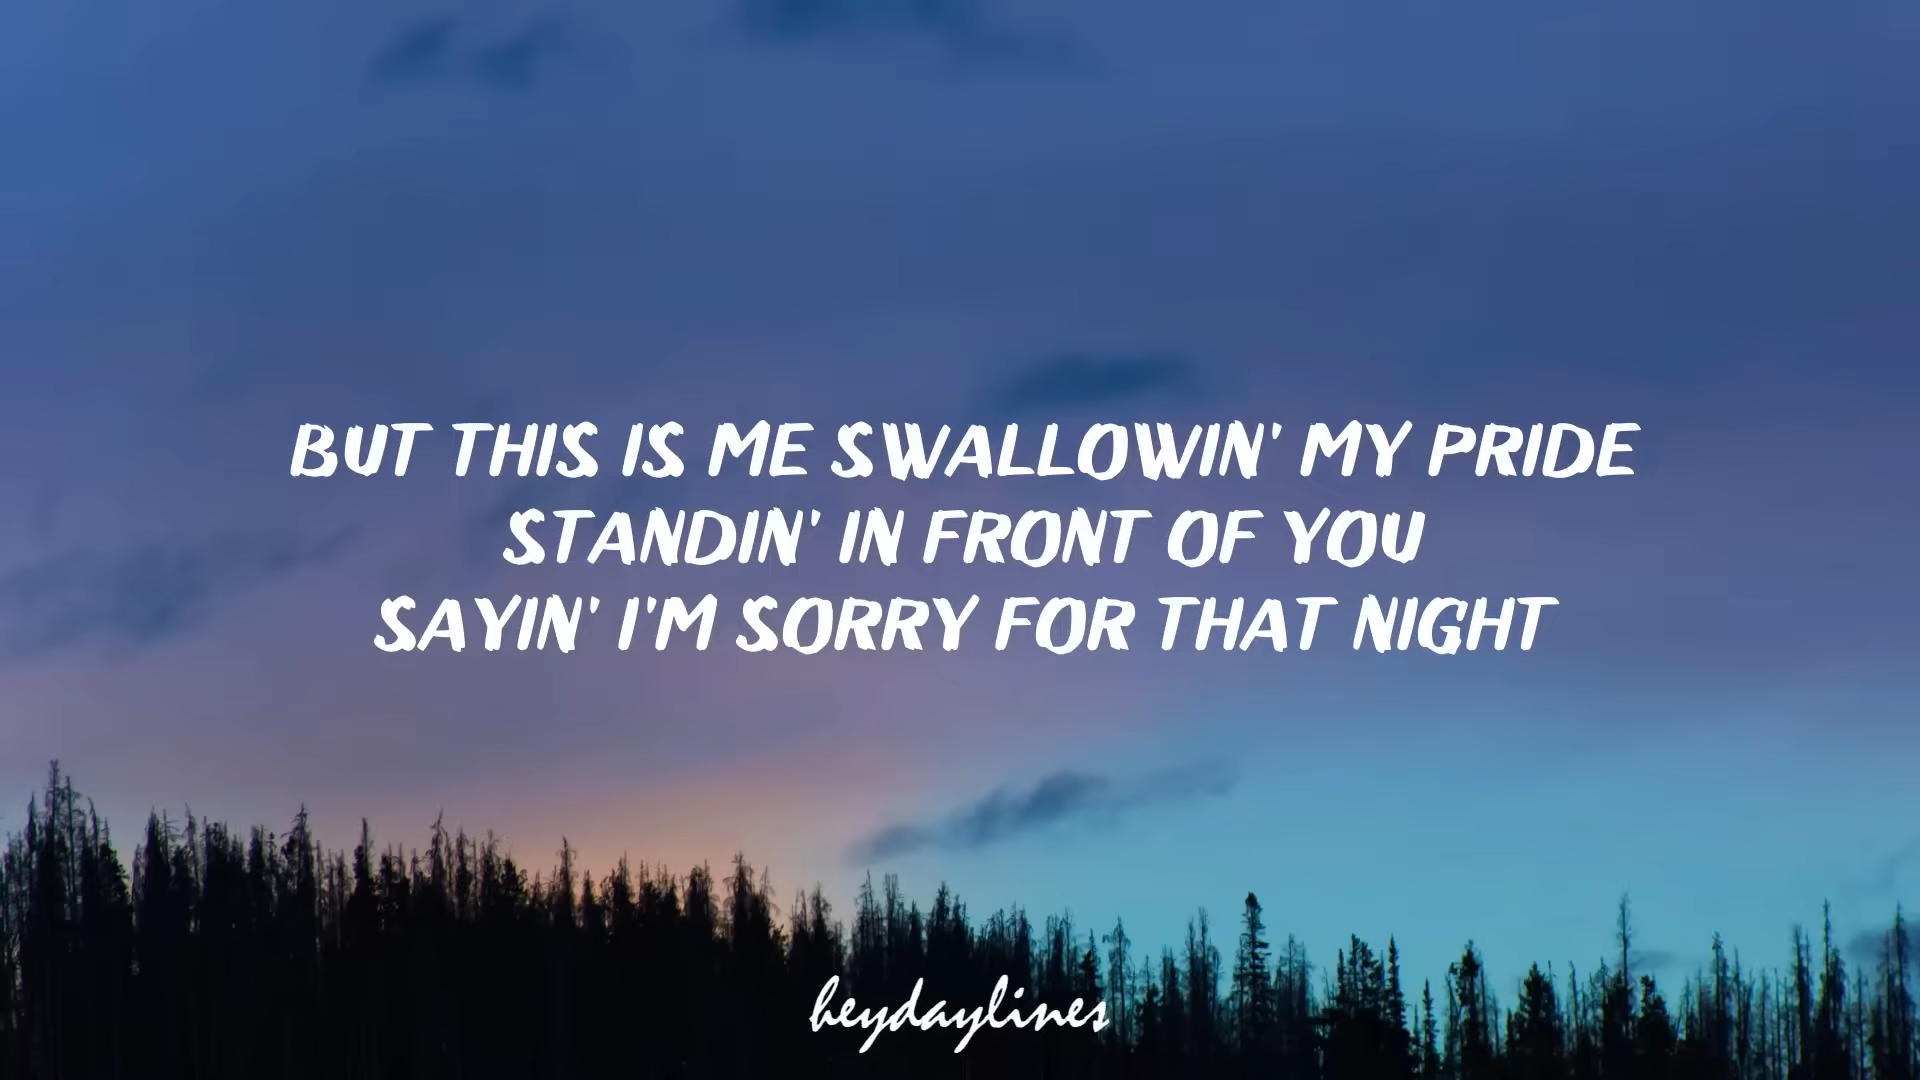 BUT THIS IS ME SWALLOWIN' MY PRIDE
STANDIN' IN FRONT OF YOU
SAYIN' I'M SORRY FOR THAT NIGHT
heydaylines